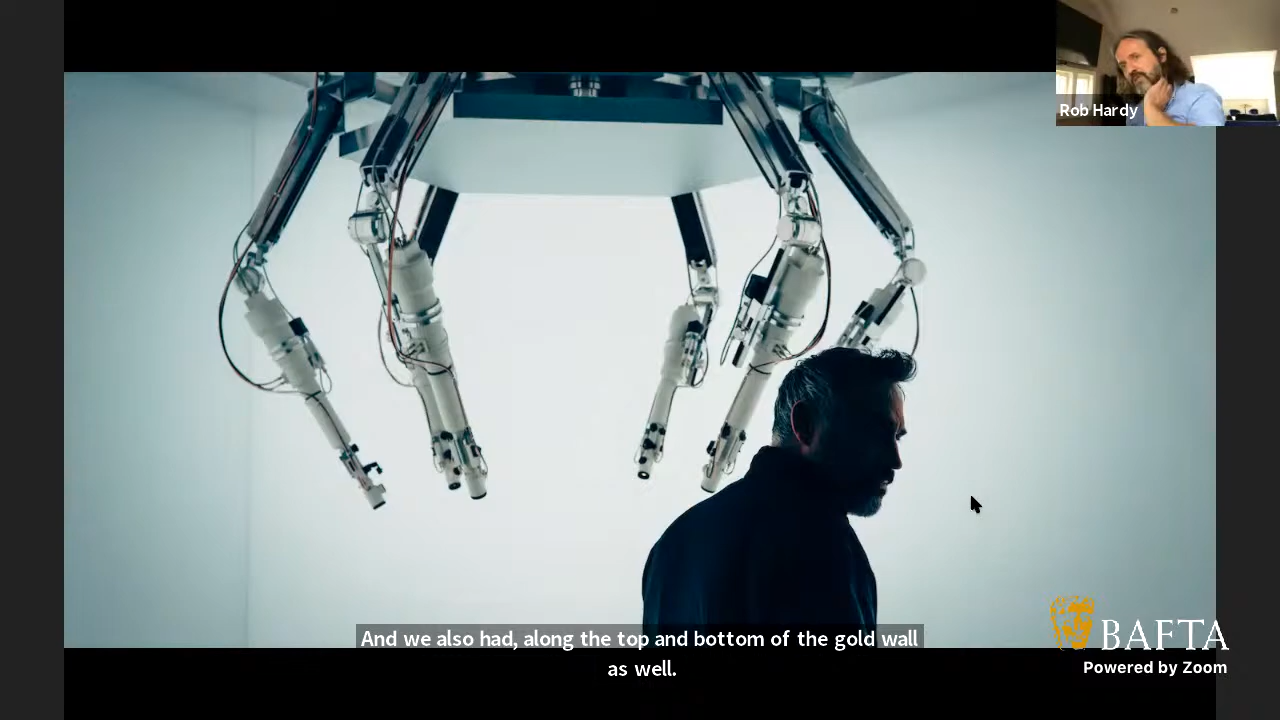 Rob Hardy
And we also had, along the top and bottom of the gold wall
as well.
BAFTA
Powered by Zoom